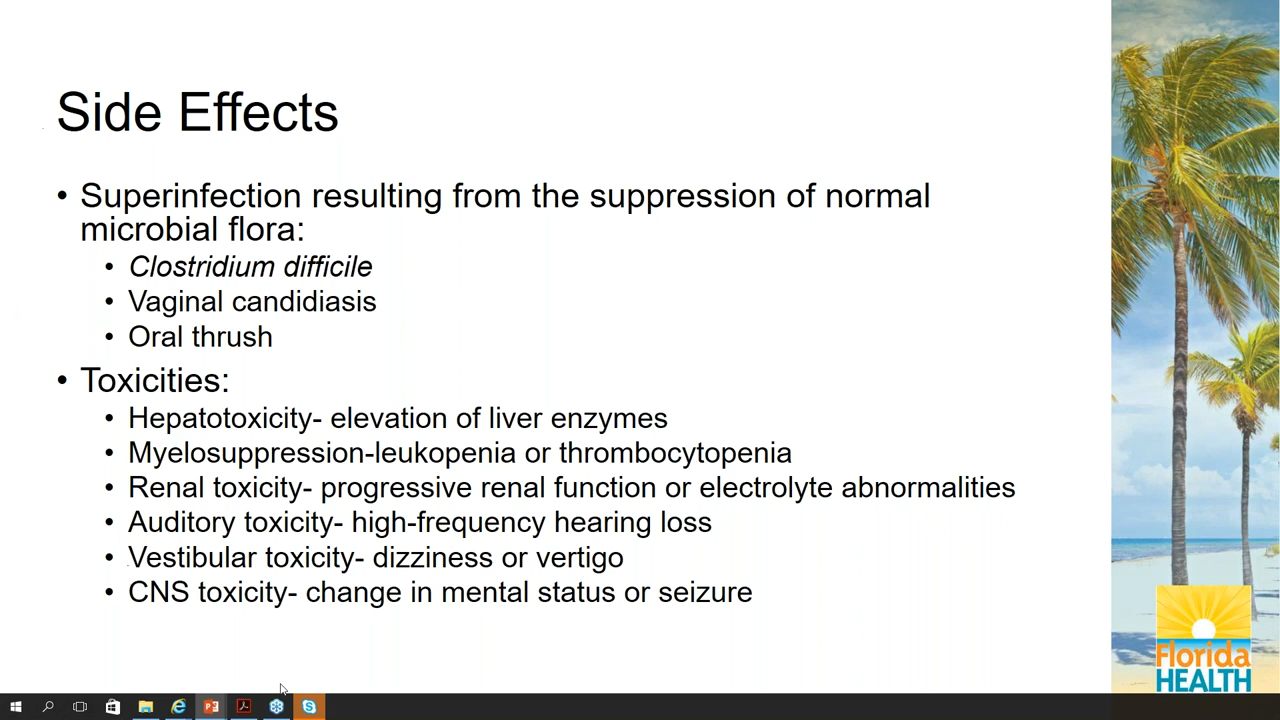 Side Effects
• Superinfection resulting from the suppression of normal
microbial flora:
• Clostridium difficile
• Vaginal candidiasis
• Oral thrush
• Toxicities:
• Hepatotoxicity- elevation of liver enzymes
• Myelosuppression-leukopenia or thrombocytopenia
• Renal toxicity- progressive renal function or electrolyte abnormalities
• Auditory toxicity- high-frequency hearing loss
• Vestibular toxicity- dizziness or vertigo
• CNS toxicity- change in mental status or seizure
Florida
HEALTH